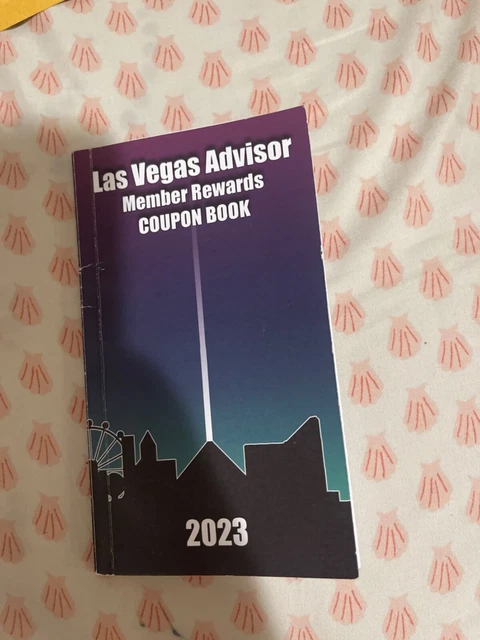 Las Vegas Advisor
Member Rewards
COUPON BOOK
2023